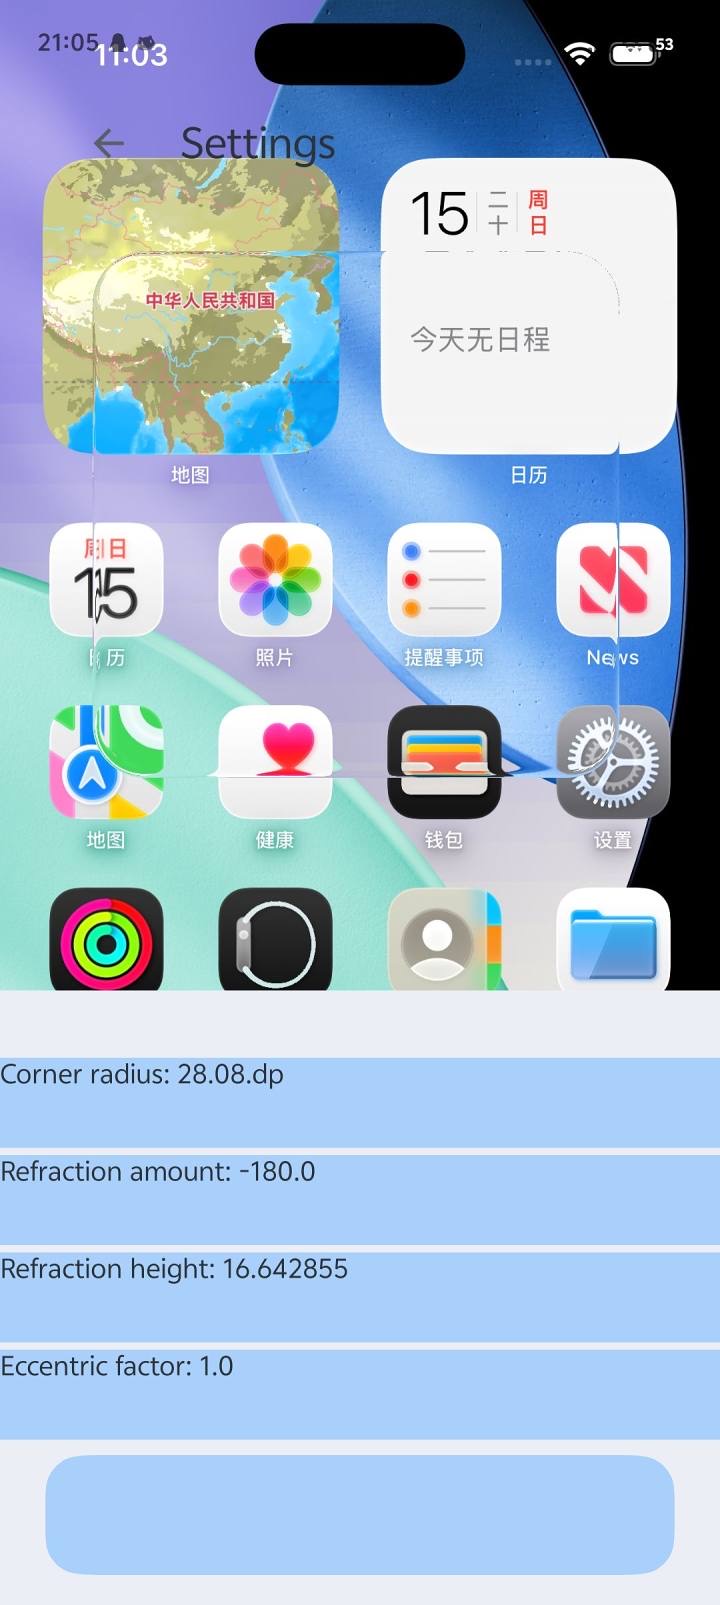 21:05
11:03
53
Settings
15 二十 周日
中华人民共和国
今天无日程
地图 日历
周日
15
历 照片 提醒事项 News
地图 健康 钱包 设置
Corner radius: 28.08.dp
Refraction amount: -180.0
Refraction height: 16.642855
Eccentric factor: 1.0